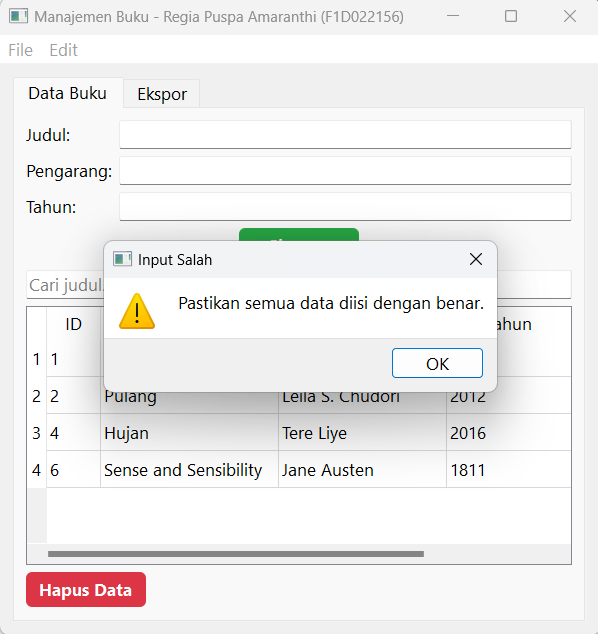 Manajemen Buku - Regia Puspa Amaranthi (F1D022156)
File Edit
Data Buku Ekspor
Judul:
Pengarang:
Tahun:
Input Salah
Cari judul
Pastikan semua data diisi dengan benar.
OK
ID ahun
1 1
2 2 Pulang Leila S. Chudori 2012
3 4 Hujan Tere Liye 2016
4 6 Sense and Sensibility Jane Austen 1811
Hapus Data